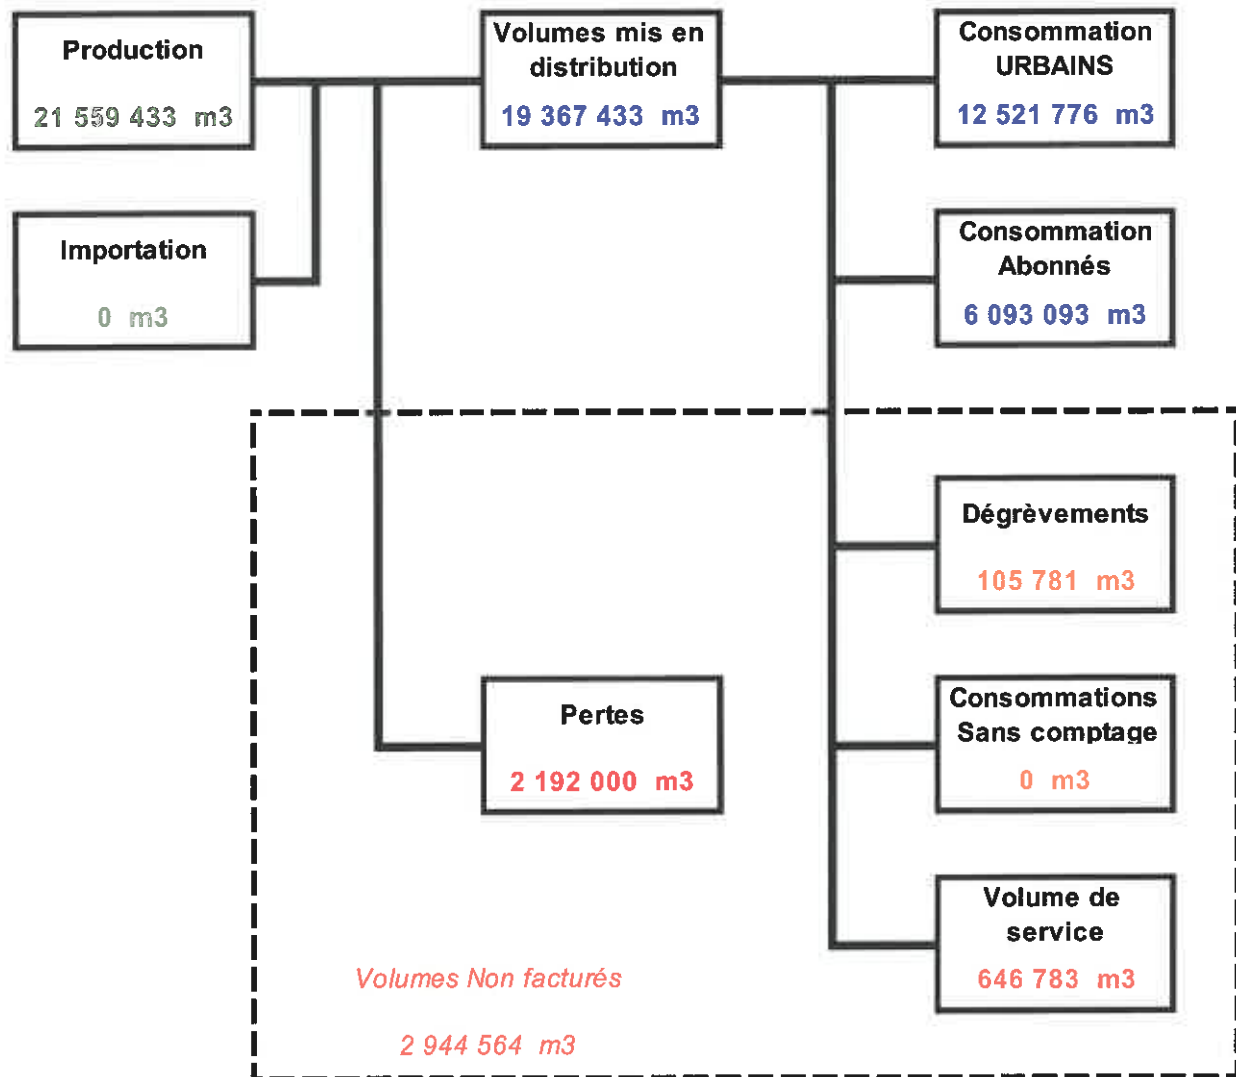 Production
21 559 433 m3
Volumes mis en
distribution
19 367 433 m3
Consommation
URBAINS
12 521 776 m3
Importation
0 m3
Consommation
Abonnés
6 093 093 m3
Dégrèvements
105 781 m3
Pertes
2 192 000 m3
Consommations
Sans comptage
0 m3
Volume de
service
646 783 m3
Volumes Non facturés
2 944 564 m3